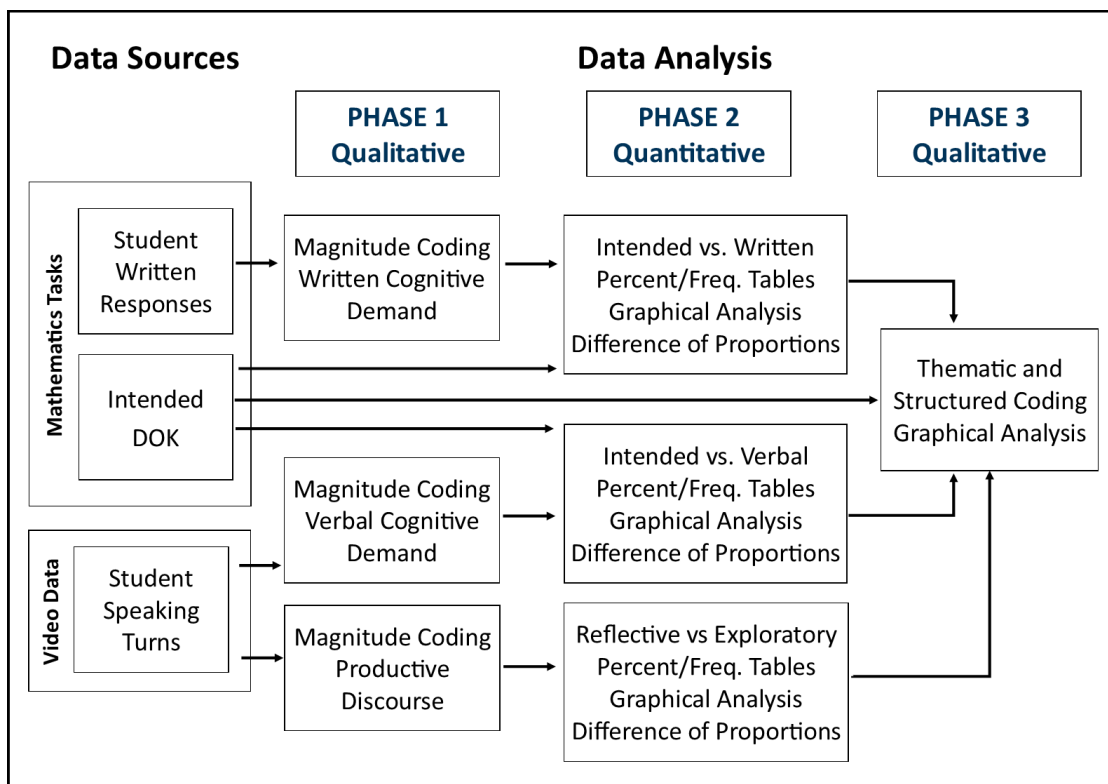 Data Sources
Data Analysis
PHASE 1
Qualitative
PHASE 2
Quantitative
PHASE 3
Qualitative
Mathematics Tasks
Student
Written
Responses
Magnitude Coding
Written Cognitive
Demand
Intended vs. Written
Percent/Freq. Tables
Graphical Analysis
Difference of Proportions
Intended
DOK
Thematic and
Structured Coding
Graphical Analysis
Magnitude Coding
Verbal Cognitive
Demand
Intended vs. Verbal
Percent/Freq. Tables
Graphical Analysis
Difference of Proportions
Video Data
Student
Speaking
Turns
Magnitude Coding
Productive
Discourse
Reflective vs Exploratory
Percent/Freq. Tables
Graphical Analysis
Difference of Proportions